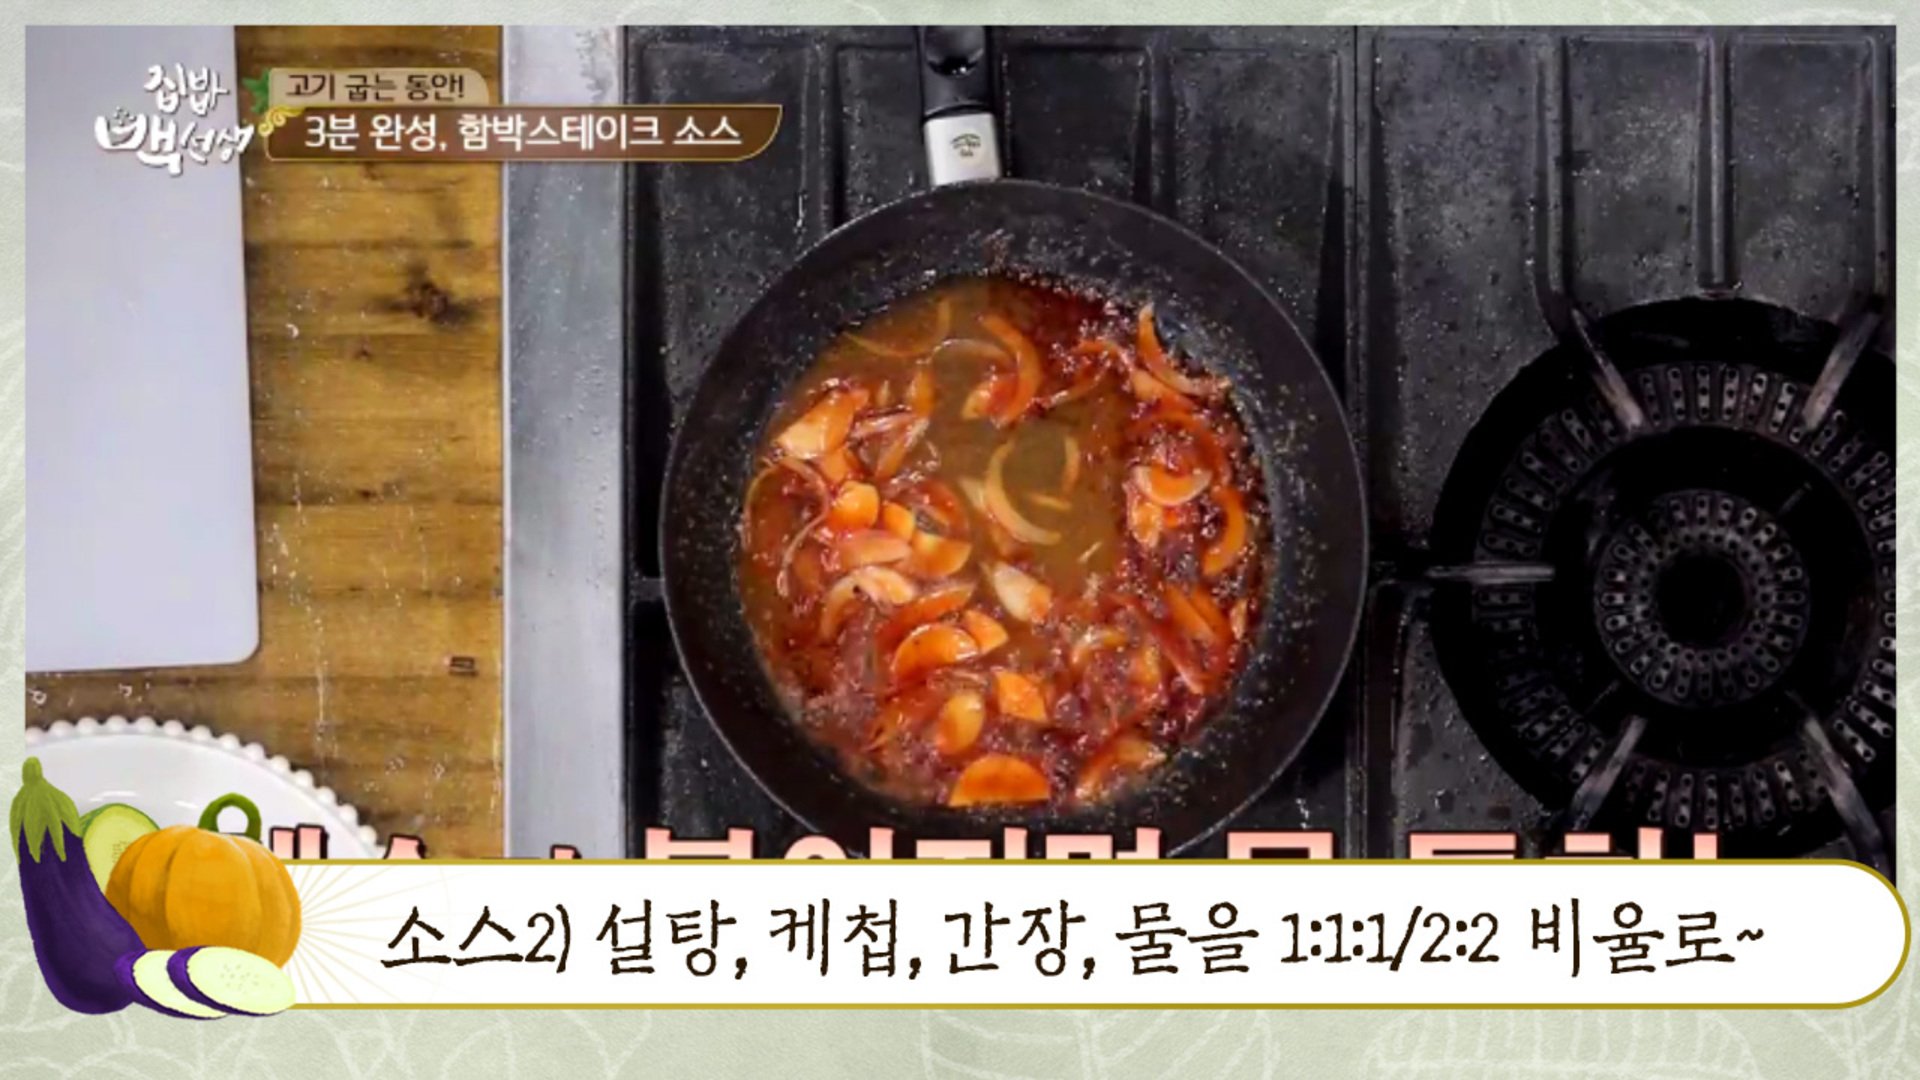 집밥
백선생
고기 굽는 동안!
3분 완성, 함박스테이크 소스
소스2) 설탕, 케첩, 간장, 물을 1:1:1/2:2 비율로~